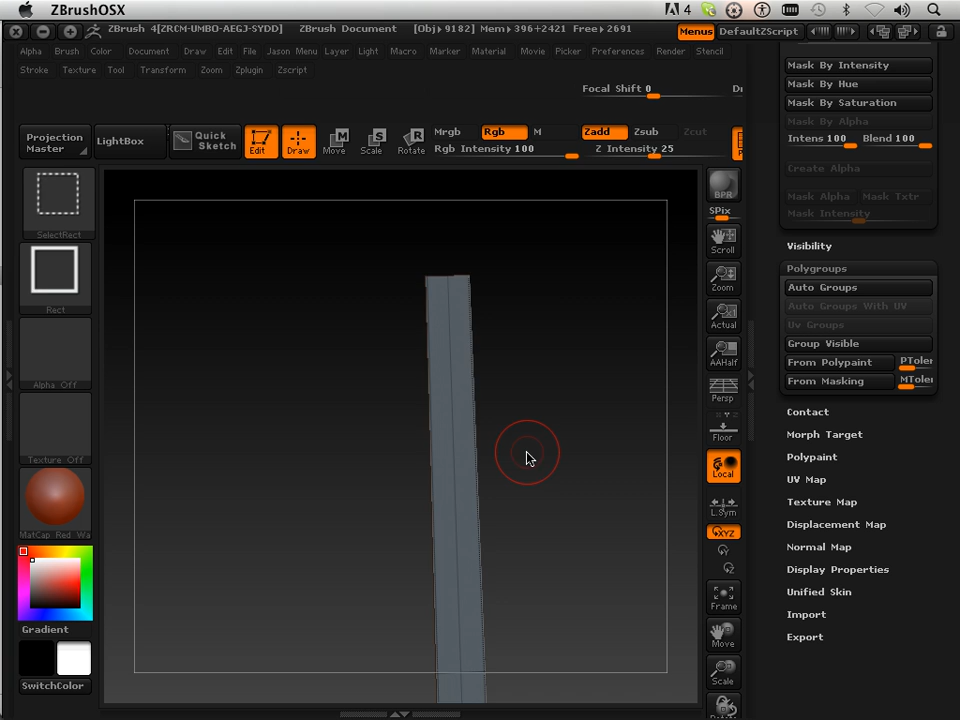 ZBrushOSX
4
ZBrush 4[ZRCM-UMBO-AEGJ-SYDD] ZBrush Document [Obj▸9182] Mem▸396+2421 Free▸2691 Menus DefaultZScript
Alpha Brush Color Document Draw Edit File Jason Menu Layer Light Macro Marker Material Movie Picker Preferences Render Stencil
Stroke Texture Tool Transform Zoom Zplugin Zscript
Focal Shift 0 Dr
Projection Master LightBox Quick Sketch Edit Draw Move Scale Rotate
Mrgb Rgb M Zadd Zsub Zcut
Rgb Intensity 100 Z Intensity 25
SelectRect
Rect
Alpha Off
Texture Off
MatCap Red Wa
Gradient
SwitchColor
BPR
SPix
Scroll
Zoom
Actual
AAHalf
Persp
Floor
Local
L.Sym
XYZ
Frame
Move
Scale
Mask By Intensity
Mask By Hue
Mask By Saturation
Mask By Alpha
Intens 100 Blend 100
Create Alpha
Mask Alpha Mask Txtr
Mask Intensity
Visibility
Polygroups
Auto Groups
Auto Groups With UV
Uv Groups
Group Visible
From Polypaint PToler
From Masking MToler
Contact
Morph Target
Polypaint
UV Map
Texture Map
Displacement Map
Normal Map
Display Properties
Unified Skin
Import
Export